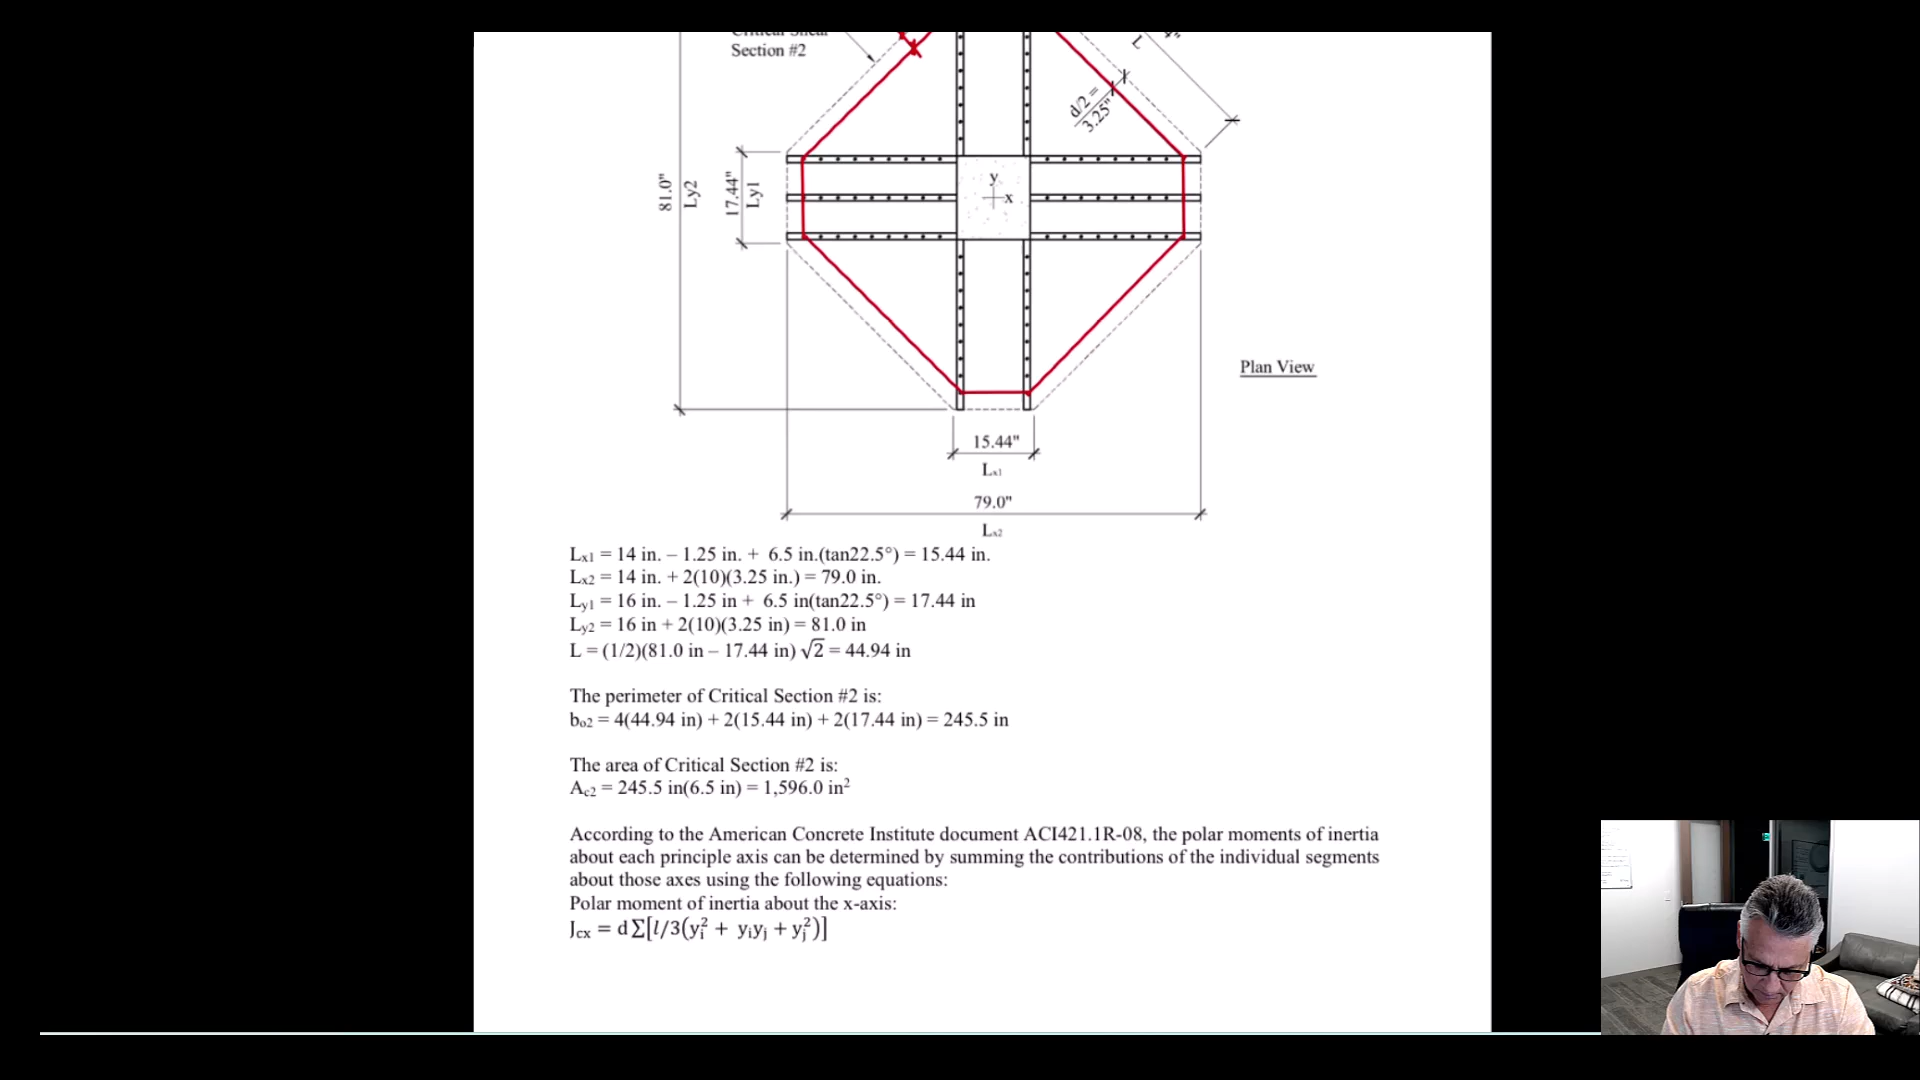 Section #2
L
d/2 =
3.25"
y
x
81.0"
Ly2
17.44"
Ly1
Plan View
15.44"
Lx1
79.0"
Lx2
Lx1 = 14 in. – 1.25 in. + 6.5 in.(tan22.5°) = 15.44 in.
Lx2 = 14 in. + 2(10)(3.25 in.) = 79.0 in.
Ly1 = 16 in. – 1.25 in + 6.5 in(tan22.5°) = 17.44 in
Ly2 = 16 in + 2(10)(3.25 in) = 81.0 in
L = (1/2)(81.0 in – 17.44 in) √2 = 44.94 in
The perimeter of Critical Section #2 is:
bo2 = 4(44.94 in) + 2(15.44 in) + 2(17.44 in) = 245.5 in
The area of Critical Section #2 is:
Ac2 = 245.5 in(6.5 in) = 1,596.0 in²
According to the American Concrete Institute document ACI421.1R-08, the polar moments of inertia
about each principle axis can be determined by summing the contributions of the individual segments
about those axes using the following equations:
Polar moment of inertia about the x-axis:
Jcx = d∑[l/3(yi² + yiyj + yj²)]